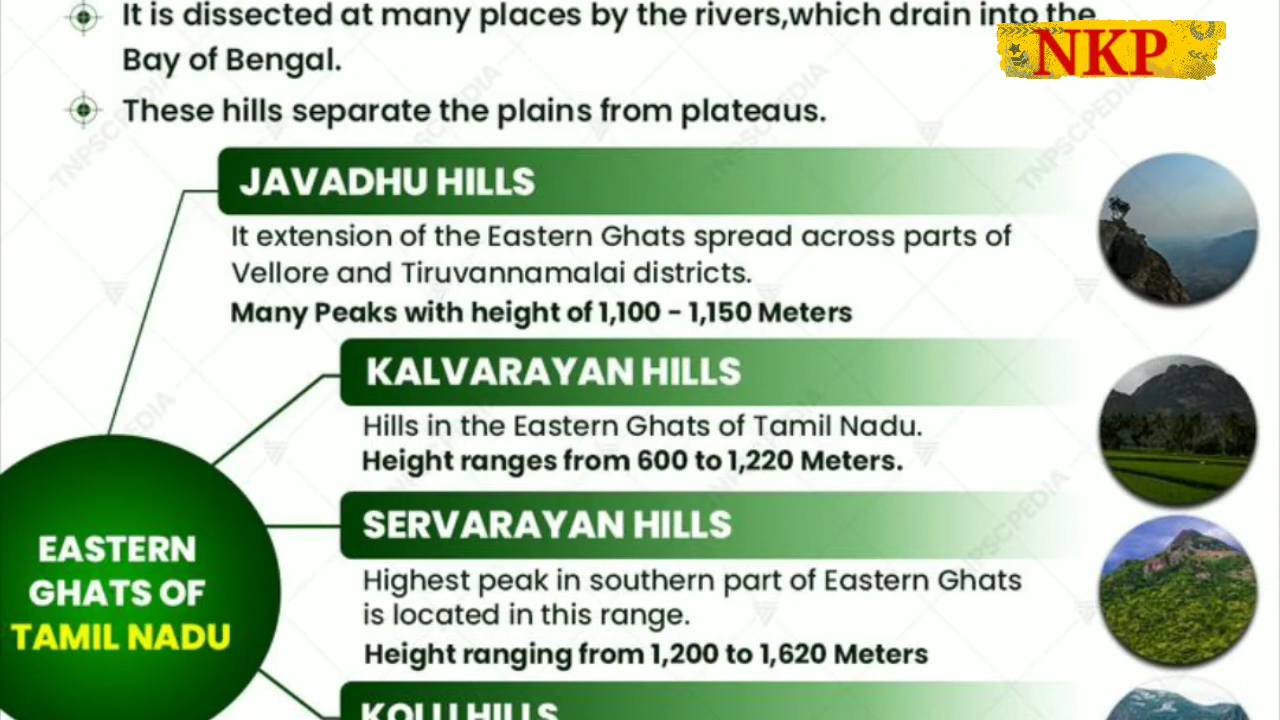 It is dissected at many places by the rivers,which drain into the
NKP
Bay of Bengal.
These hills separate the plains from plateaus.
JAVADHU HILLS
It extension of the Eastern Ghats spread across parts of
Vellore and Tiruvannamalai districts.
Many Peaks with height of 1,100 - 1,150 Meters
KALVARAYAN HILLS
Hills in the Eastern Ghats of Tamil Nadu.
Height ranges from 600 to 1,220 Meters.
SERVARAYAN HILLS
Highest peak in southern part of Eastern Ghats
is located in this range.
Height ranging from 1,200 to 1,620 Meters
EASTERN
GHATS OF
TAMIL NADU
KOLLI HILLS
TNPSCPEDIA